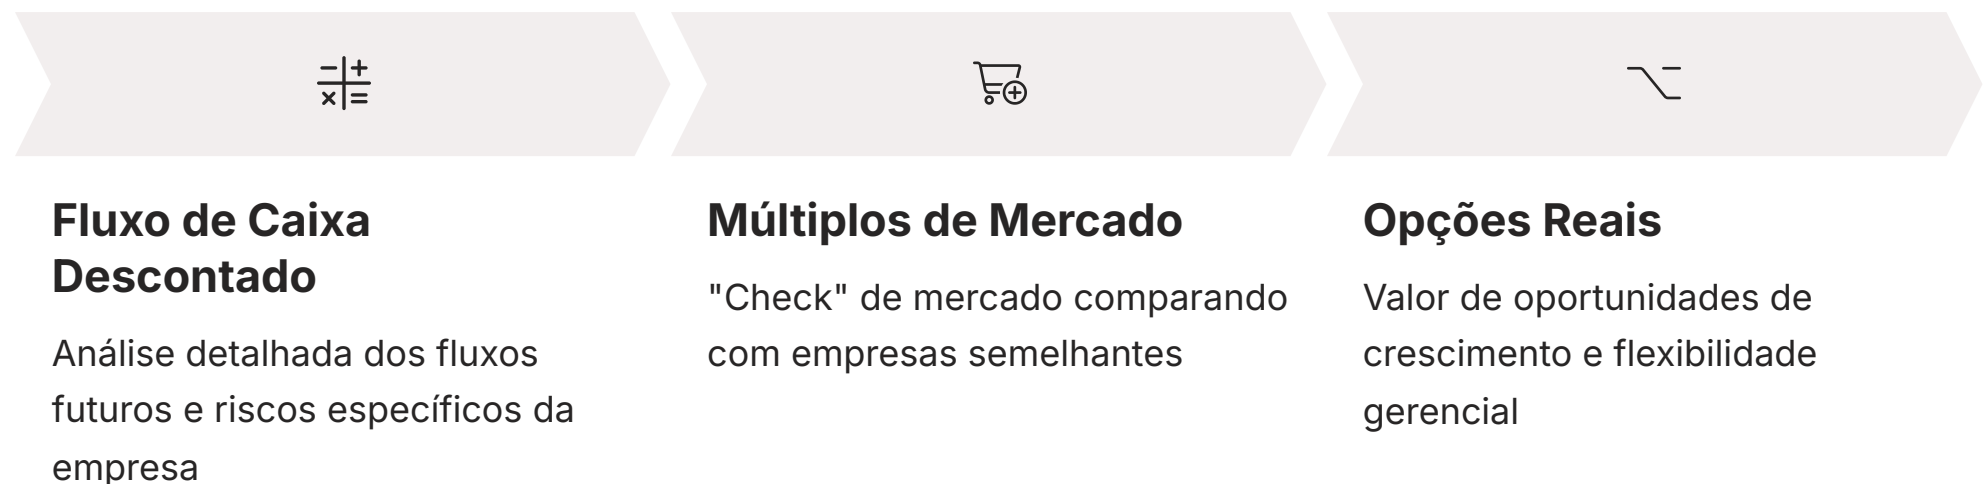 Fluxo de Caixa
Descontado
Análise detalhada dos fluxos
futuros e riscos específicos da
empresa
Múltiplos de Mercado
"Check" de mercado comparando
com empresas semelhantes
Opções Reais
Valor de oportunidades de
crescimento e flexibilidade
gerencial